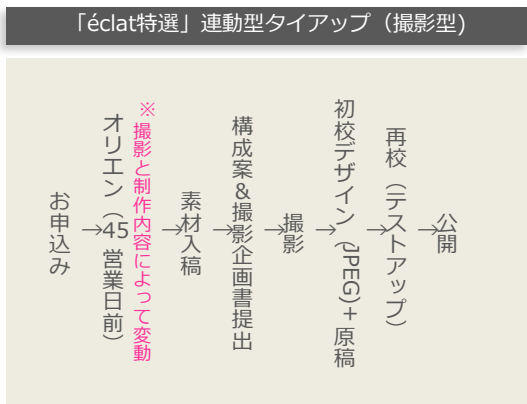 「éclat特選」連動型タイアップ（撮影型)
お申込み
→
オリエン（45営業日前）
※撮影と制作内容によって変動
→
素材入稿
→
構成案&撮影企画書提出
→
撮影
→
初校デザイン（JPEG)+原稿
→
再校（テストアップ）
→
公開